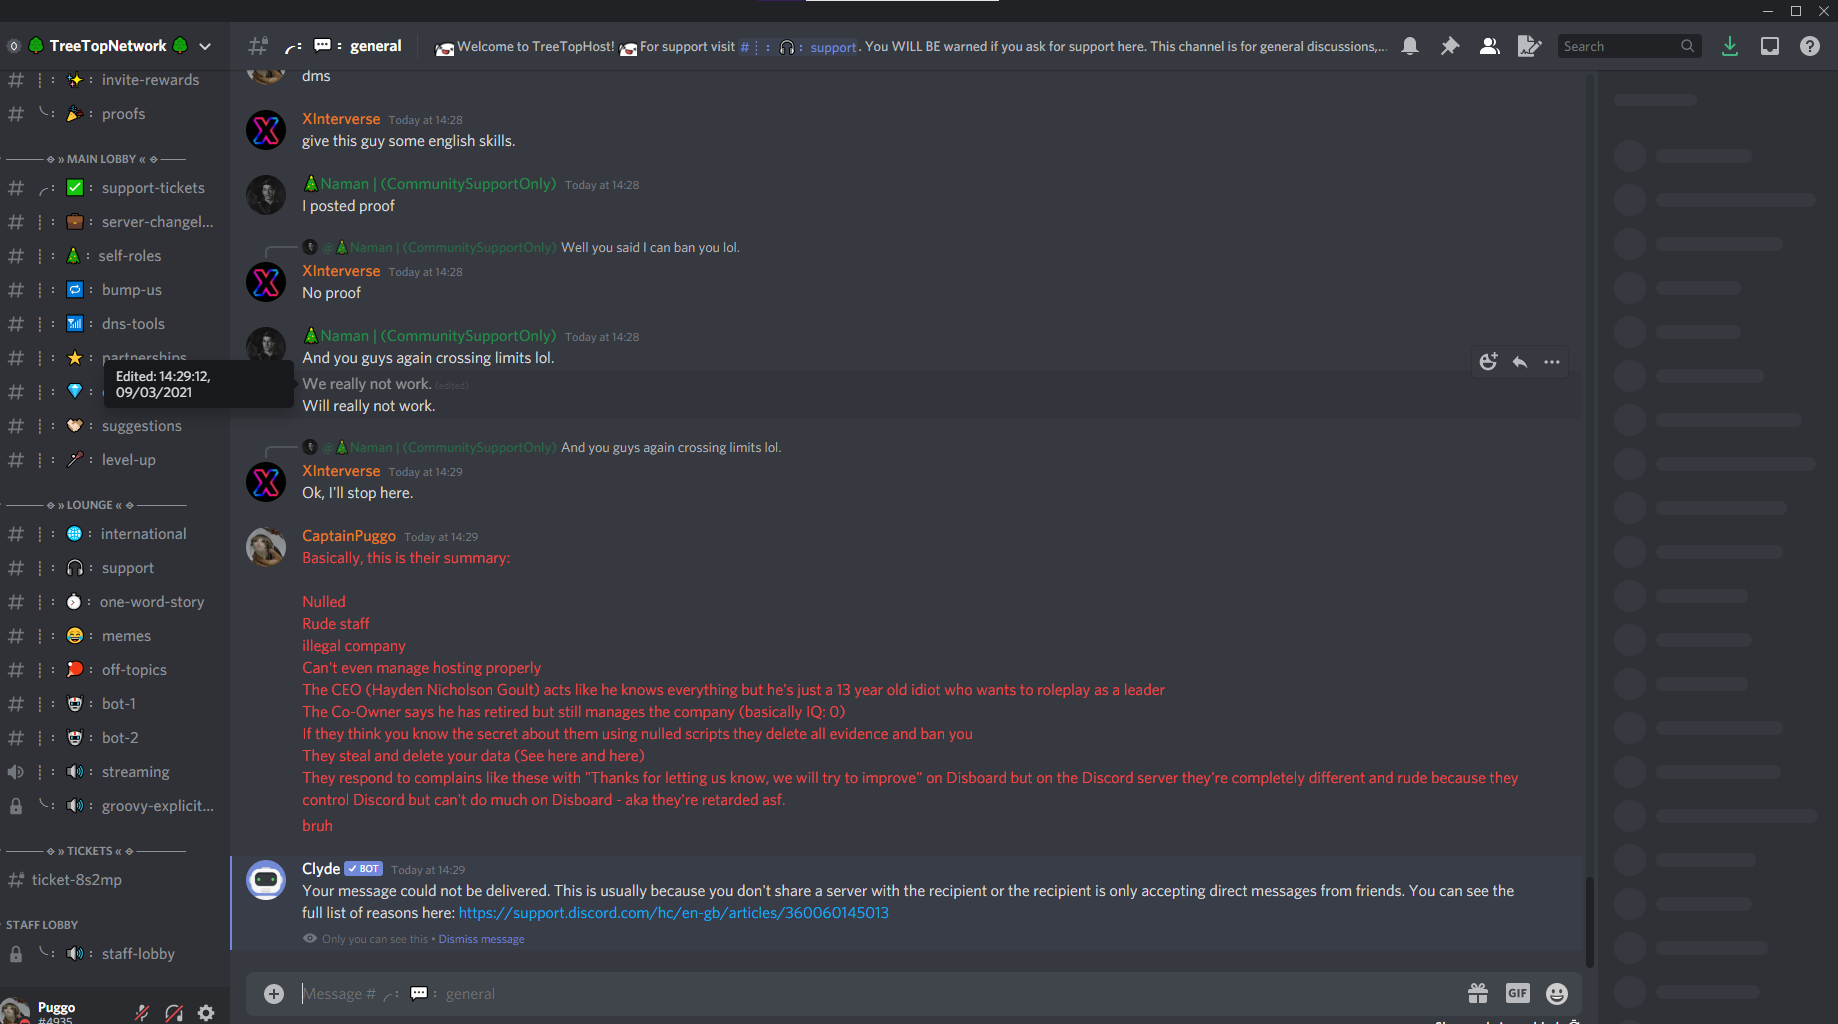 TreeTopNetwork
general
Welcome to TreeTopHost! For support visit # support. You WILL BE warned if you ask for support here. This channel is for general discussions,...
Search
invite-rewards
proofs
» MAIN LOBBY «
support-tickets
server-changel...
self-roles
bump-us
dns-tools
partnerships
Edited: 14:29:12,
09/03/2021
suggestions
level-up
» LOUNGE «
international
support
one-word-story
memes
off-topics
bot-1
bot-2
streaming
groovy-explicit...
» TICKETS «
ticket-8s2mp
STAFF LOBBY
staff-lobby
Puggo
#4935
dms
XInterverse Today at 14:28
give this guy some english skills.
Naman | (CommunitySupportOnly) Today at 14:28
I posted proof
@Naman | (CommunitySupportOnly) Well you said I can ban you lol.
XInterverse Today at 14:28
No proof
Naman | (CommunitySupportOnly) Today at 14:28
And you guys again crossing limits lol.
We really not work. (edited)
Will really not work.
@Naman | (CommunitySupportOnly) And you guys again crossing limits lol.
XInterverse Today at 14:29
Ok, I'll stop here.
CaptainPuggo Today at 14:29
Basically, this is their summary:
Nulled
Rude staff
illegal company
Can't even manage hosting properly
The CEO (Hayden Nicholson Goult) acts like he knows everything but he's just a 13 year old idiot who wants to roleplay as a leader
The Co-Owner says he has retired but still manages the company (basically IQ: 0)
If they think you know the secret about them using nulled scripts they delete all evidence and ban you
They steal and delete your data (See here and here)
They respond to complains like these with "Thanks for letting us know, we will try to improve" on Disboard but on the Discord server they're completely different and rude because they
control Discord but can't do much on Disboard - aka they're retarded asf.
bruh
Clyde BOT Today at 14:29
Your message could not be delivered. This is usually because you don't share a server with the recipient or the recipient is only accepting direct messages from friends. You can see the
full list of reasons here: https://support.discord.com/hc/en-gb/articles/360060145013
Only you can see this • Dismiss message
Message # general
GIF